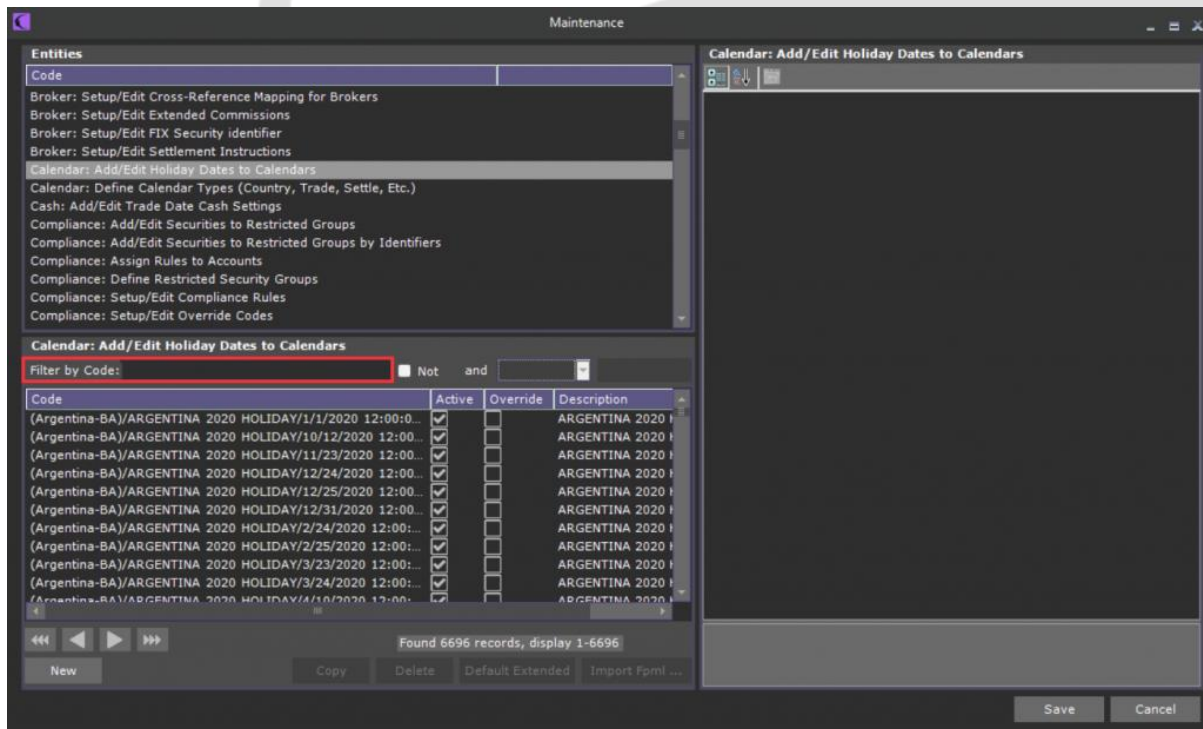 Maintenance
Entities
Code
Broker: Setup/Edit Cross-Reference Mapping for Brokers
Broker: Setup/Edit Extended Commissions
Broker: Setup/Edit FIX Security identifier
Broker: Setup/Edit Settlement Instructions
Calendar: Add/Edit Holiday Dates to Calendars
Calendar: Define Calendar Types (Country, Trade, Settle, Etc.)
Cash: Add/Edit Trade Date Cash Settings
Compliance: Add/Edit Securities to Restricted Groups
Compliance: Add/Edit Securities to Restricted Groups by Identifiers
Compliance: Assign Rules to Accounts
Compliance: Define Restricted Security Groups
Compliance: Setup/Edit Compliance Rules
Compliance: Setup/Edit Override Codes
Calendar: Add/Edit Holiday Dates to Calendars
Filter by Code: Not and
Code Active Override Description
(Argentina-BA)/ARGENTINA 2020 HOLIDAY/1/1/2020 12:00:0... ARGENTINA 2020 H
(Argentina-BA)/ARGENTINA 2020 HOLIDAY/10/12/2020 12:00... ARGENTINA 2020 H
(Argentina-BA)/ARGENTINA 2020 HOLIDAY/11/23/2020 12:00... ARGENTINA 2020 H
(Argentina-BA)/ARGENTINA 2020 HOLIDAY/12/24/2020 12:00... ARGENTINA 2020 H
(Argentina-BA)/ARGENTINA 2020 HOLIDAY/12/25/2020 12:00... ARGENTINA 2020 H
(Argentina-BA)/ARGENTINA 2020 HOLIDAY/12/31/2020 12:00... ARGENTINA 2020 H
(Argentina-BA)/ARGENTINA 2020 HOLIDAY/2/24/2020 12:00:... ARGENTINA 2020 H
(Argentina-BA)/ARGENTINA 2020 HOLIDAY/2/25/2020 12:00:... ARGENTINA 2020 H
(Argentina-BA)/ARGENTINA 2020 HOLIDAY/3/23/2020 12:00:... ARGENTINA 2020 H
(Argentina-BA)/ARGENTINA 2020 HOLIDAY/3/24/2020 12:00:... ARGENTINA 2020 H
(Argentina-BA)/ARGENTINA 2020 HOLIDAY/4/10/2020 12:00:... ARGENTINA 2020 H
Found 6696 records, display 1-6696
New Copy Delete Default Extended Import Fpml ...
Calendar: Add/Edit Holiday Dates to Calendars
Save Cancel